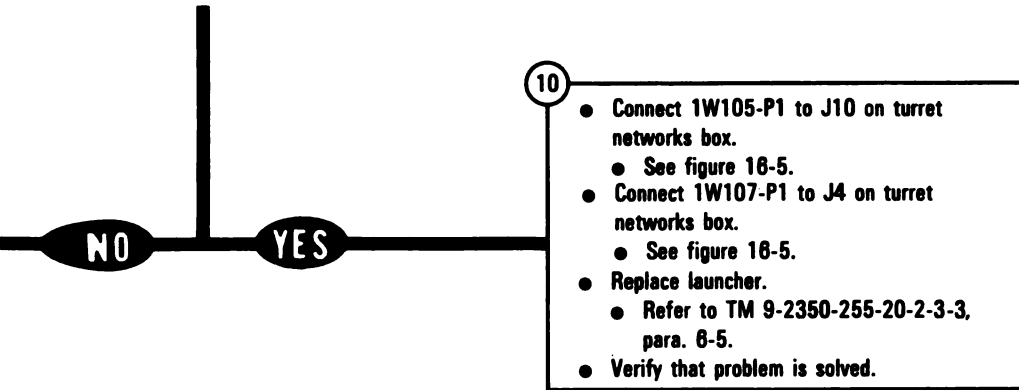 10
● Connect 1W105-P1 to J10 on turret
networks box.
● See figure 16-5.
● Connect 1W107-P1 to J4 on turret
networks box.
● See figure 16-5.
● Replace launcher.
● Refer to TM 9-2350-255-20-2-3-3,
para. 6-5.
● Verify that problem is solved.
NO
YES